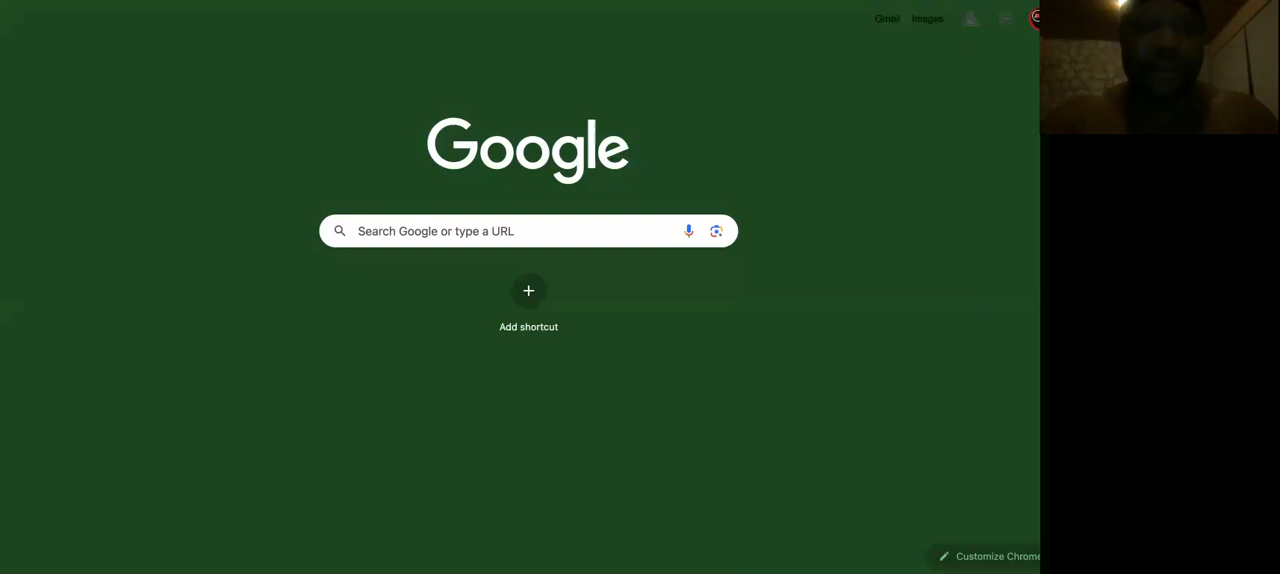 Gmail Images
Google
Search Google or type a URL
Add shortcut
Customize Chrome